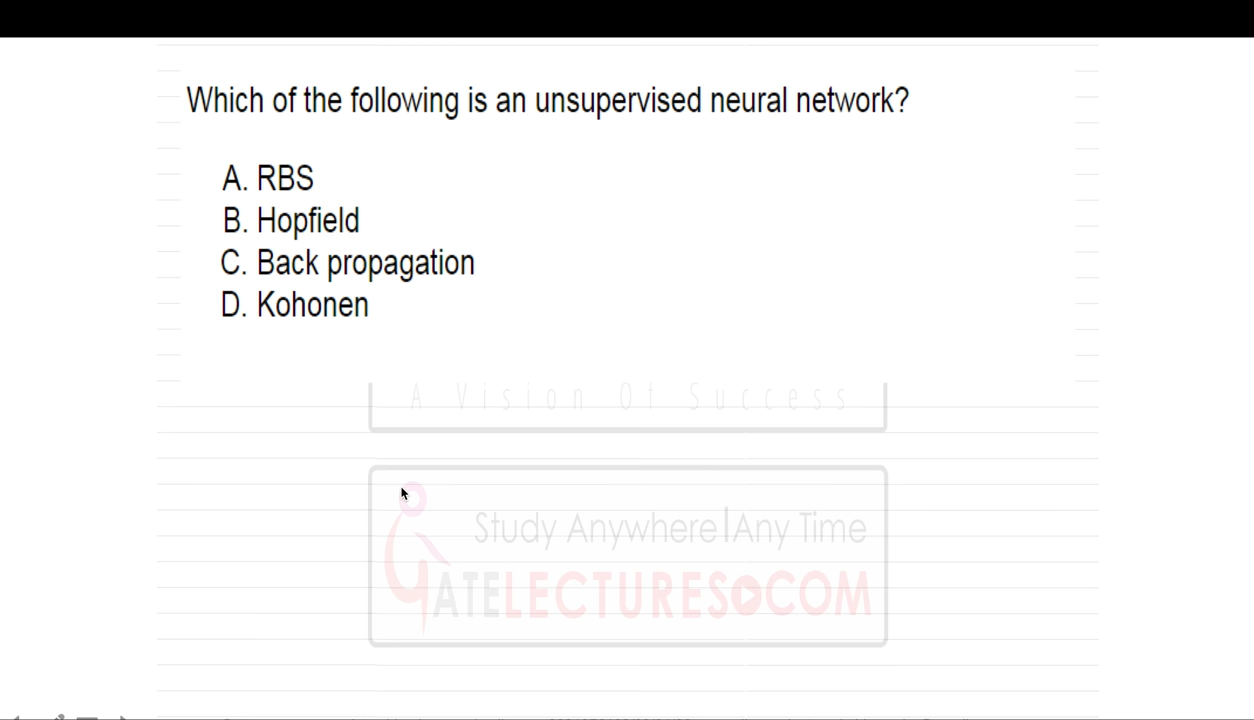 Which of the following is an unsupervised neural network?
A. RBS
B. Hopfield
C. Back propagation
D. Kohonen
A Vision Of Success
Study Anywhere|Any Time
GATELECTURES.COM